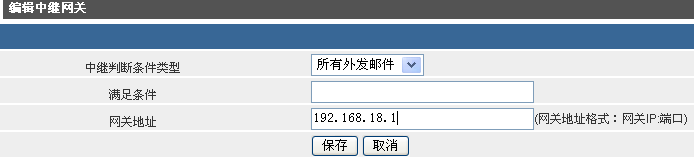 编辑中继网关
中继判断条件类型 所有外发邮件
满足条件
网关地址 192.168.18.1 (网关地址格式：网关IP:端口)
保存 取消